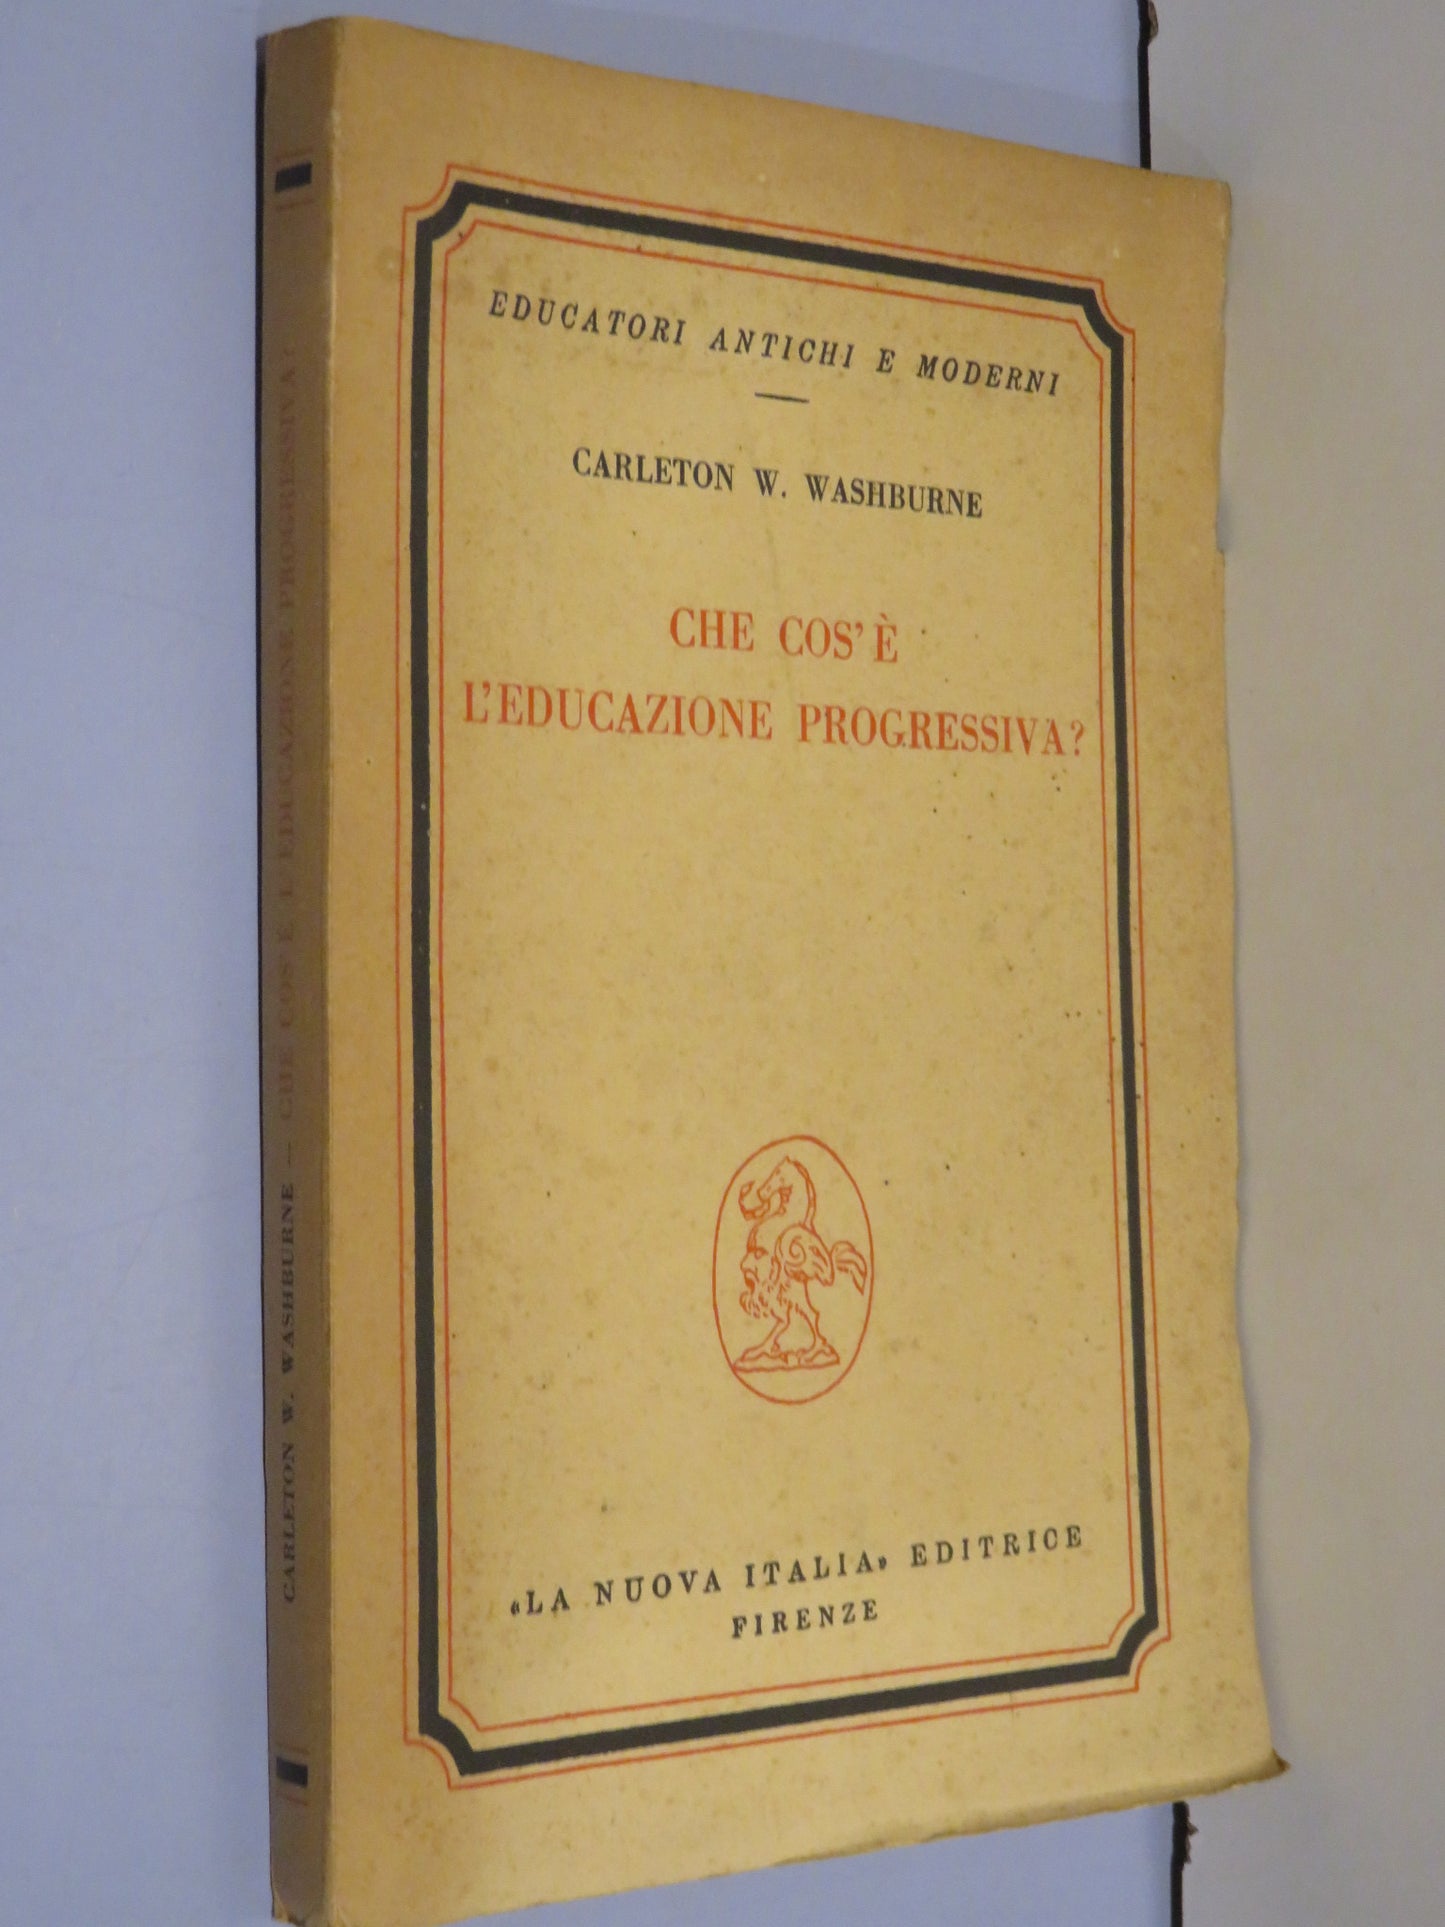 EDUCATORI ANTICHI E MODERNI
CARLETON W. WASHBURNE
CHE COS'È
L'EDUCAZIONE PROGRESSIVA?
«LA NUOVA ITALIA» EDITRICE
FIRENZE
CARLETON W. WASHBURNE — CHE COS'È L'EDUCAZIONE PROGRESSIVA?